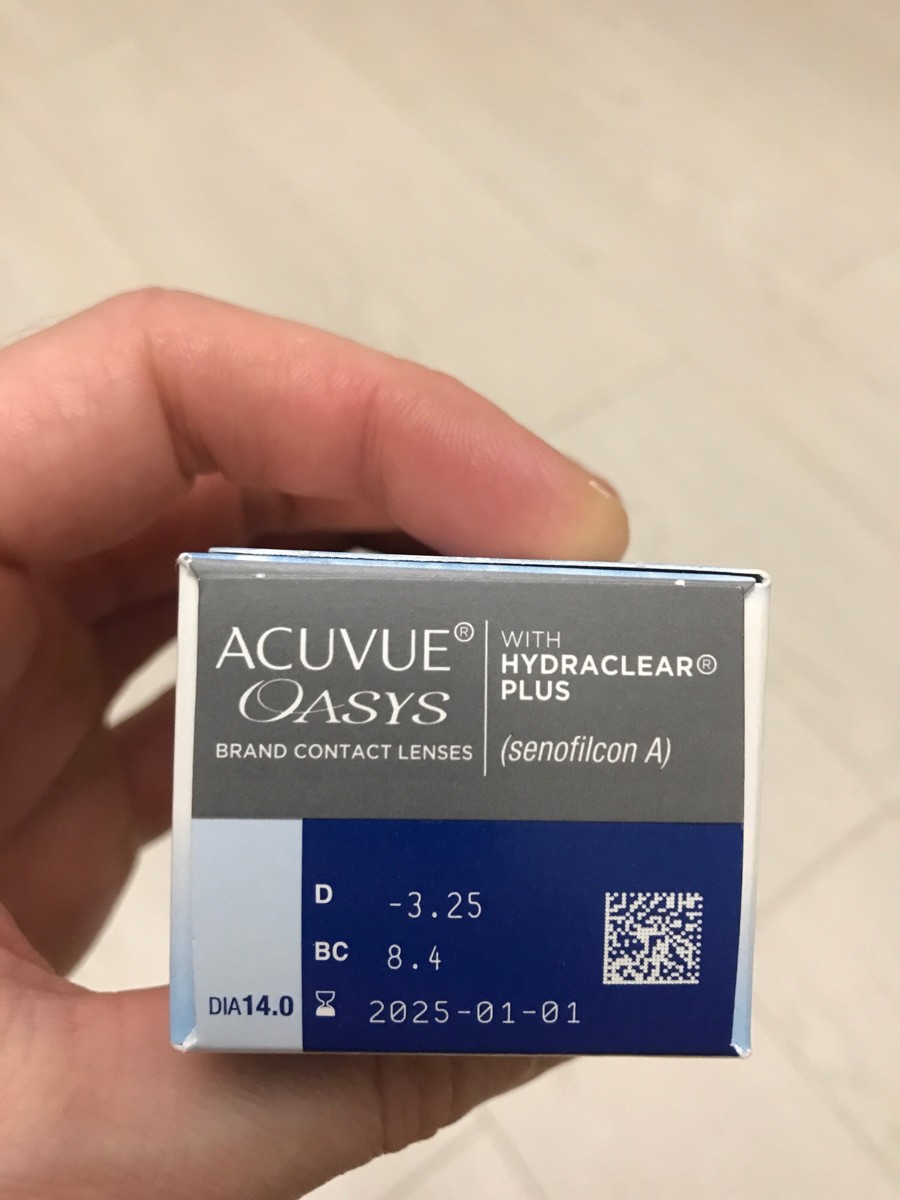 ACUVUE®
OASYS
BRAND CONTACT LENSES
WITH
HYDRACLEAR®
PLUS
(senofilcon A)
D -3.25
BC 8.4
DIA14.0
2025-01-01